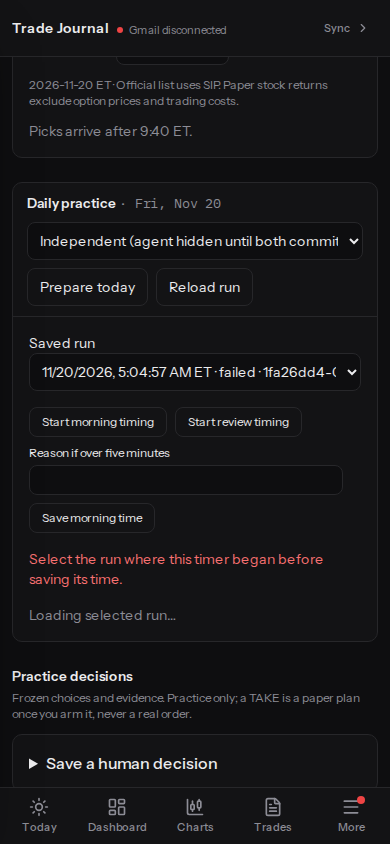 Trade Journal
Gmail disconnected
Sync
2026-11-20 ET · Official list uses SIP. Paper stock returns
exclude option prices and trading costs.
Picks arrive after 9:40 ET.
Daily practice · Fri, Nov 20
Independent (agent hidden until both commit
Prepare today
Reload run
Saved run
11/20/2026, 5:04:57 AM ET · failed · 1fa26dd4-
Start morning timing
Start review timing
Reason if over five minutes
Save morning time
Select the run where this timer began before
saving its time.
Loading selected run...
Practice decisions
Frozen choices and evidence. Practice only; a TAKE is a paper plan
once you arm it, never a real order.
Save a human decision
Today
Dashboard
Charts
Trades
More